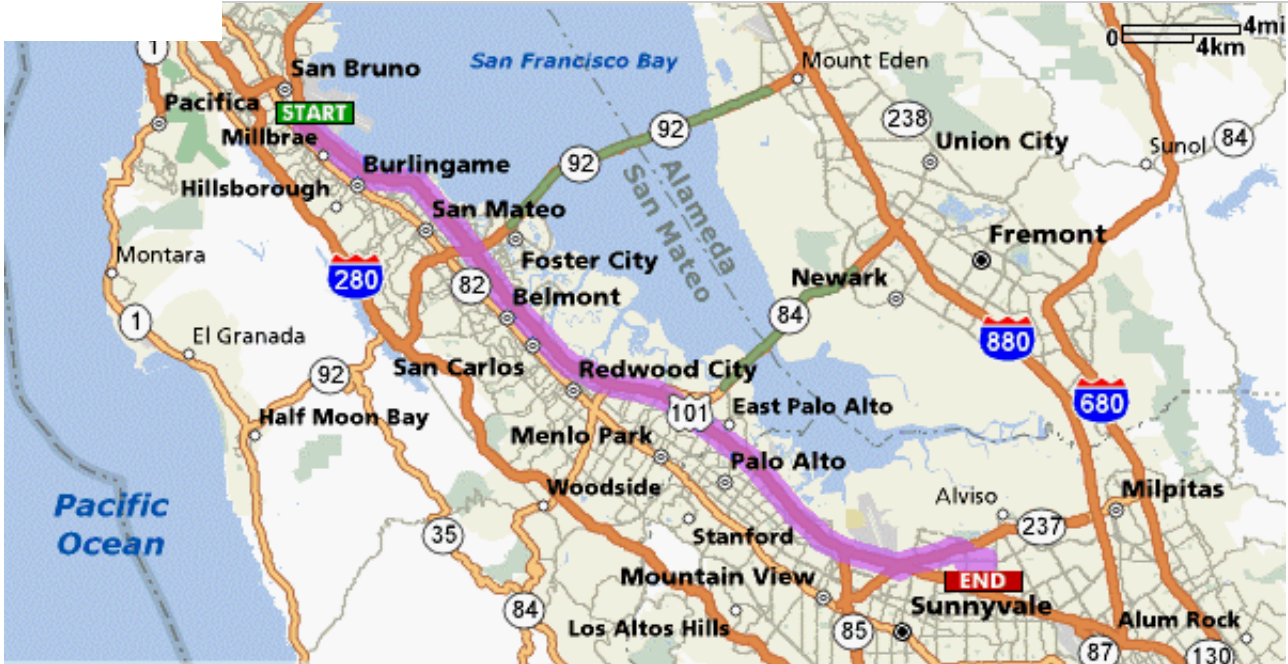 0
4mi
4km
San Francisco Bay
Mount Eden
1
San Bruno
Pacifica
START
Millbrae
Burlingame
Hillsborough
92
92
238
Union City
84
Sunol
Alameda
San Mateo
San Mateo
Foster City
Fremont
Newark
Montara
280
82
Belmont
84
880
1
El Granada
92
San Carlos
Redwood City
680
Half Moon Bay
101
East Palo Alto
Menlo Park
Palo Alto
Pacific
Ocean
Woodside
Alviso
Milpitas
35
Stanford
237
Mountain View
END
Sunnyvale
84
Los Altos Hills
85
87
Alum Rock
130